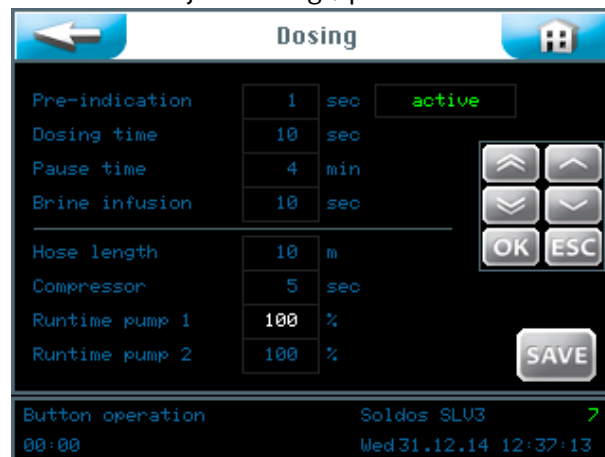 Dosing
Pre-indication 1 sec active
Dosing time 10 sec
Pause time 4 min
Brine infusion 10 sec
OK ESC
Hose length 10 m
Compressor 5 sec
Runtime pump 1 100 %
Runtime pump 2 100 %
SAVE
Button operation Soldos SLV3 7
00:00 Wed 31.12.14 12:37:13